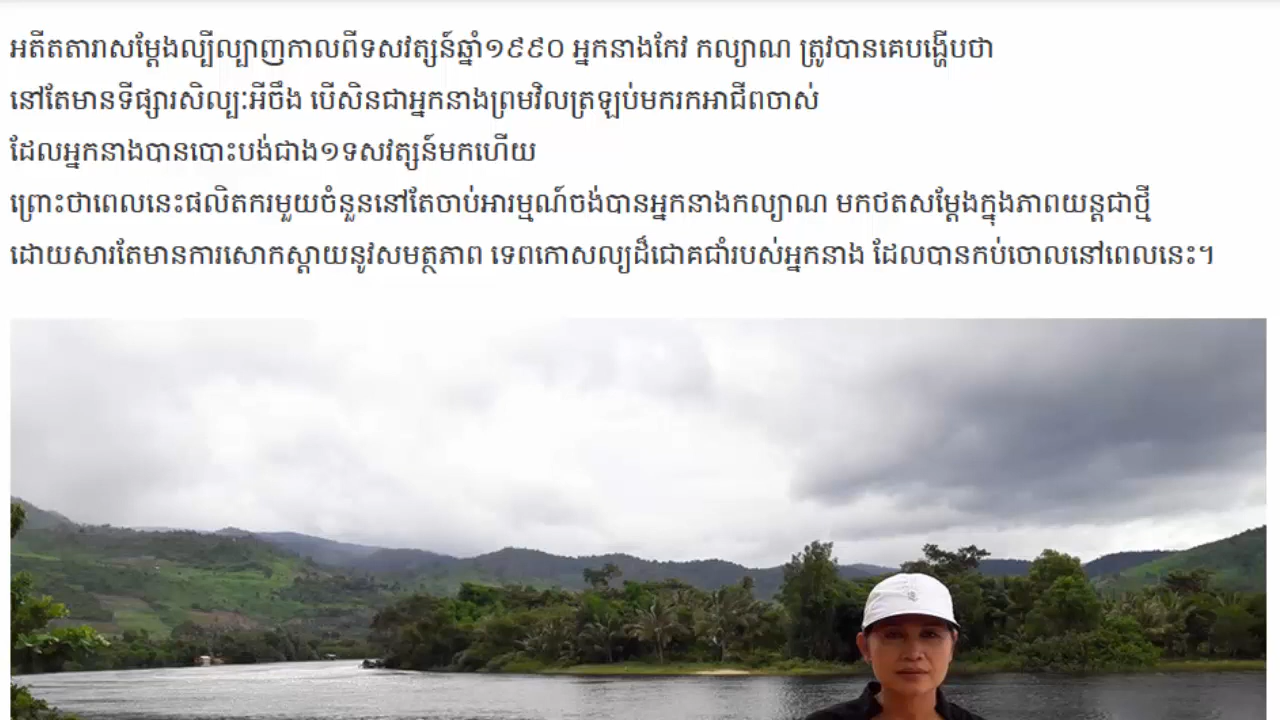 អតីតតារាសម្ដែងល្បីល្បាញកាលពីទសវត្សន៍ឆ្នាំ១៩៩០ អ្នកនាងកែវ កល្យាណ ត្រូវបានគេបង្ហើបថា
នៅតែមានទីផ្សារសិល្បៈអីចឹង បើសិនជាអ្នកនាងព្រមវិលត្រឡប់មករកអាជីពចាស់
ដែលអ្នកនាងបានបោះបង់ជាង១ទសវត្សន៍មកហើយ
ព្រោះថាពេលនេះផលិតករមួយចំនួននៅតែចាប់អារម្មណ៍ចង់បានអ្នកនាងកល្យាណ មកថតសម្ដែងក្នុងភាពយន្តជាថ្មី
ដោយសារតែមានការសោកស្ដាយនូវសមត្ថភាព ទេពកោសល្យដ៏ជោគជាំរបស់អ្នកនាង ដែលបានកប់ចោលនៅពេលនេះ។